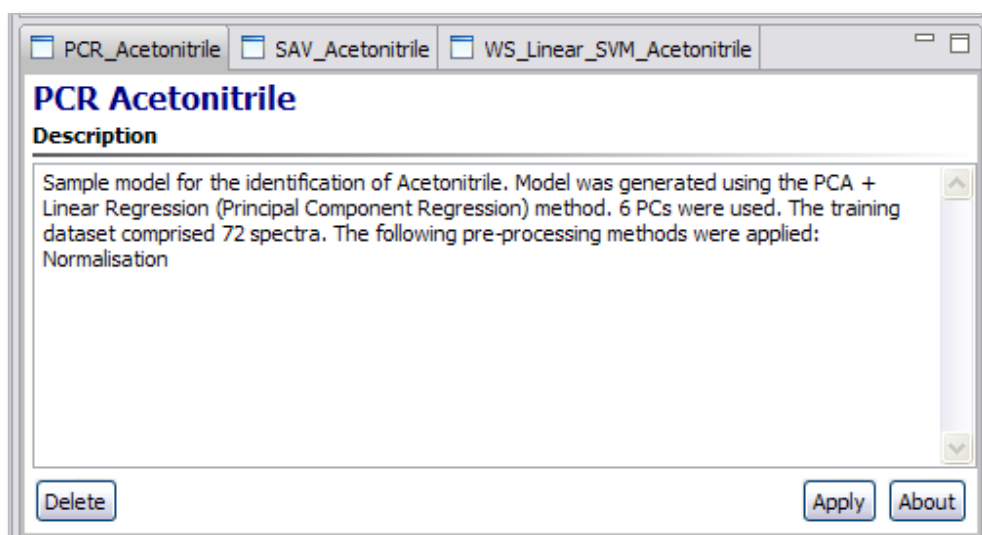 PCR_Acetonitrile SAV_Acetonitrile WS_Linear_SVM_Acetonitrile
PCR Acetonitrile
Description
Sample model for the identification of Acetonitrile. Model was generated using the PCA +
Linear Regression (Principal Component Regression) method. 6 PCs were used. The training
dataset comprised 72 spectra. The following pre-processing methods were applied:
Normalisation
Delete Apply About